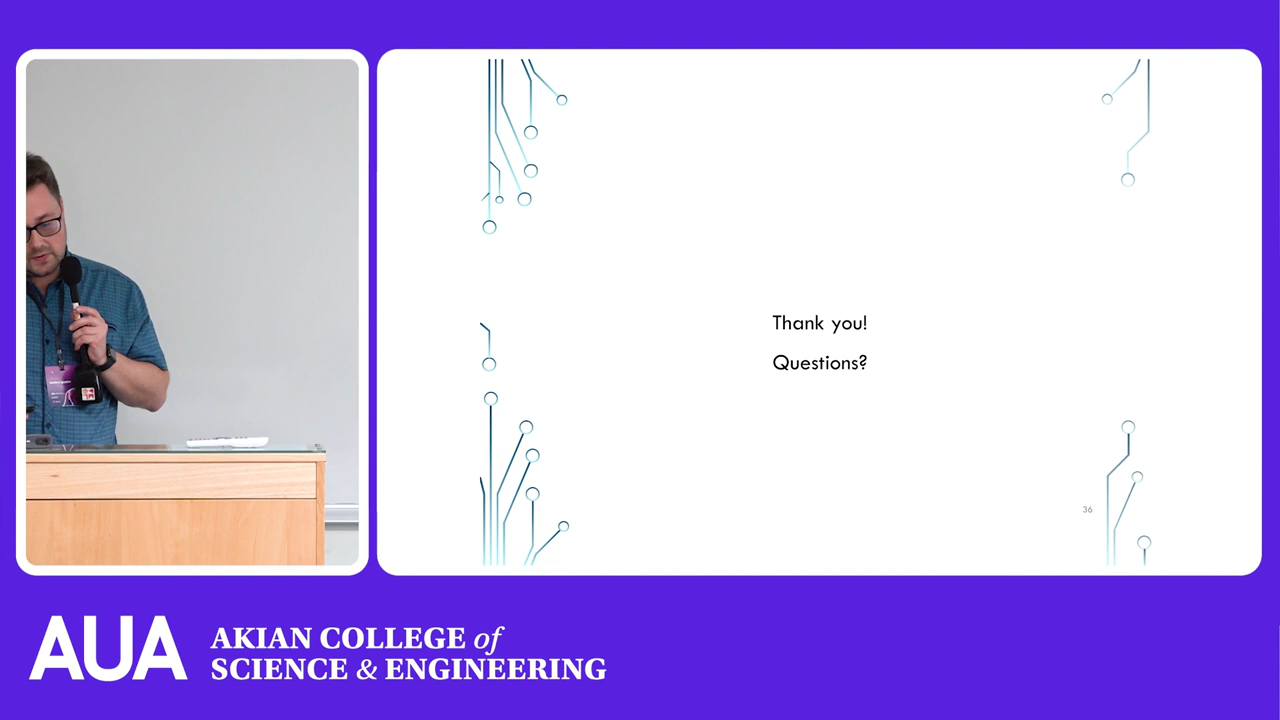 Thank you!
Questions?
36
AUA
AKIAN COLLEGE of
SCIENCE & ENGINEERING